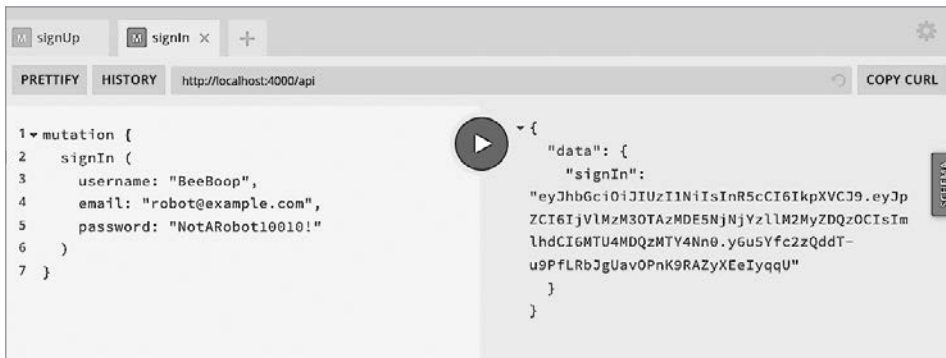 signUp
signIn
PRETTIFY HISTORY http://localhost:4000/api COPY CURL
1 mutation {
2 signIn (
3 username: "BeeBoop",
4 email: "robot@example.com",
5 password: "NotARobot10010!"
6 )
7 }
{
"data": {
"signIn":
"eyJhbGciOiJIUzI1NiIsInR5cCI6IkpXVCJ9.eyJp
ZCI6IjVlMzM3OTAzMDE5NjNjYzllM2MyZDQzOCIsIm
lhdCI6MTU4MDQzMTY4Nn0.y6u5Yfc2zQddT-
u9PfLRbJgUavOPnK9RAZyXEeIyqqU"
}
}
SCHEMA